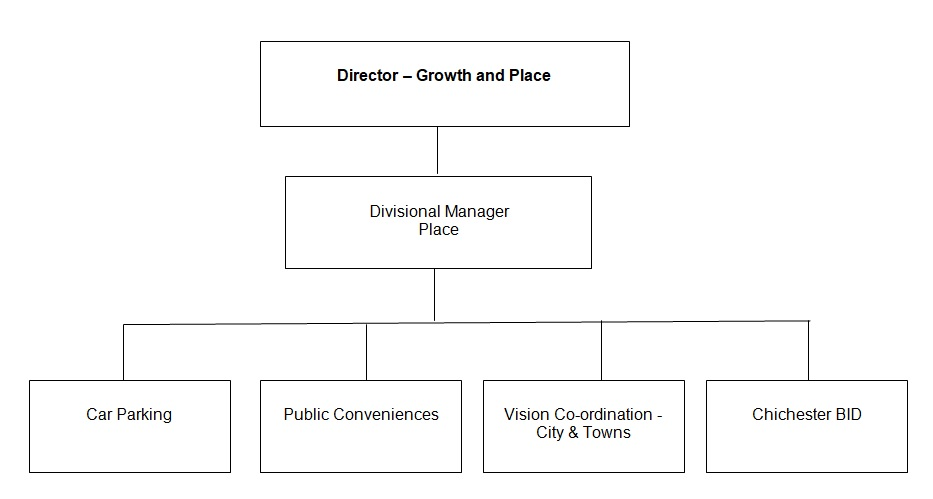 Director – Growth and Place
Divisional Manager
Place
Car Parking
Public Conveniences
Vision Co-ordination -
City & Towns
Chichester BID